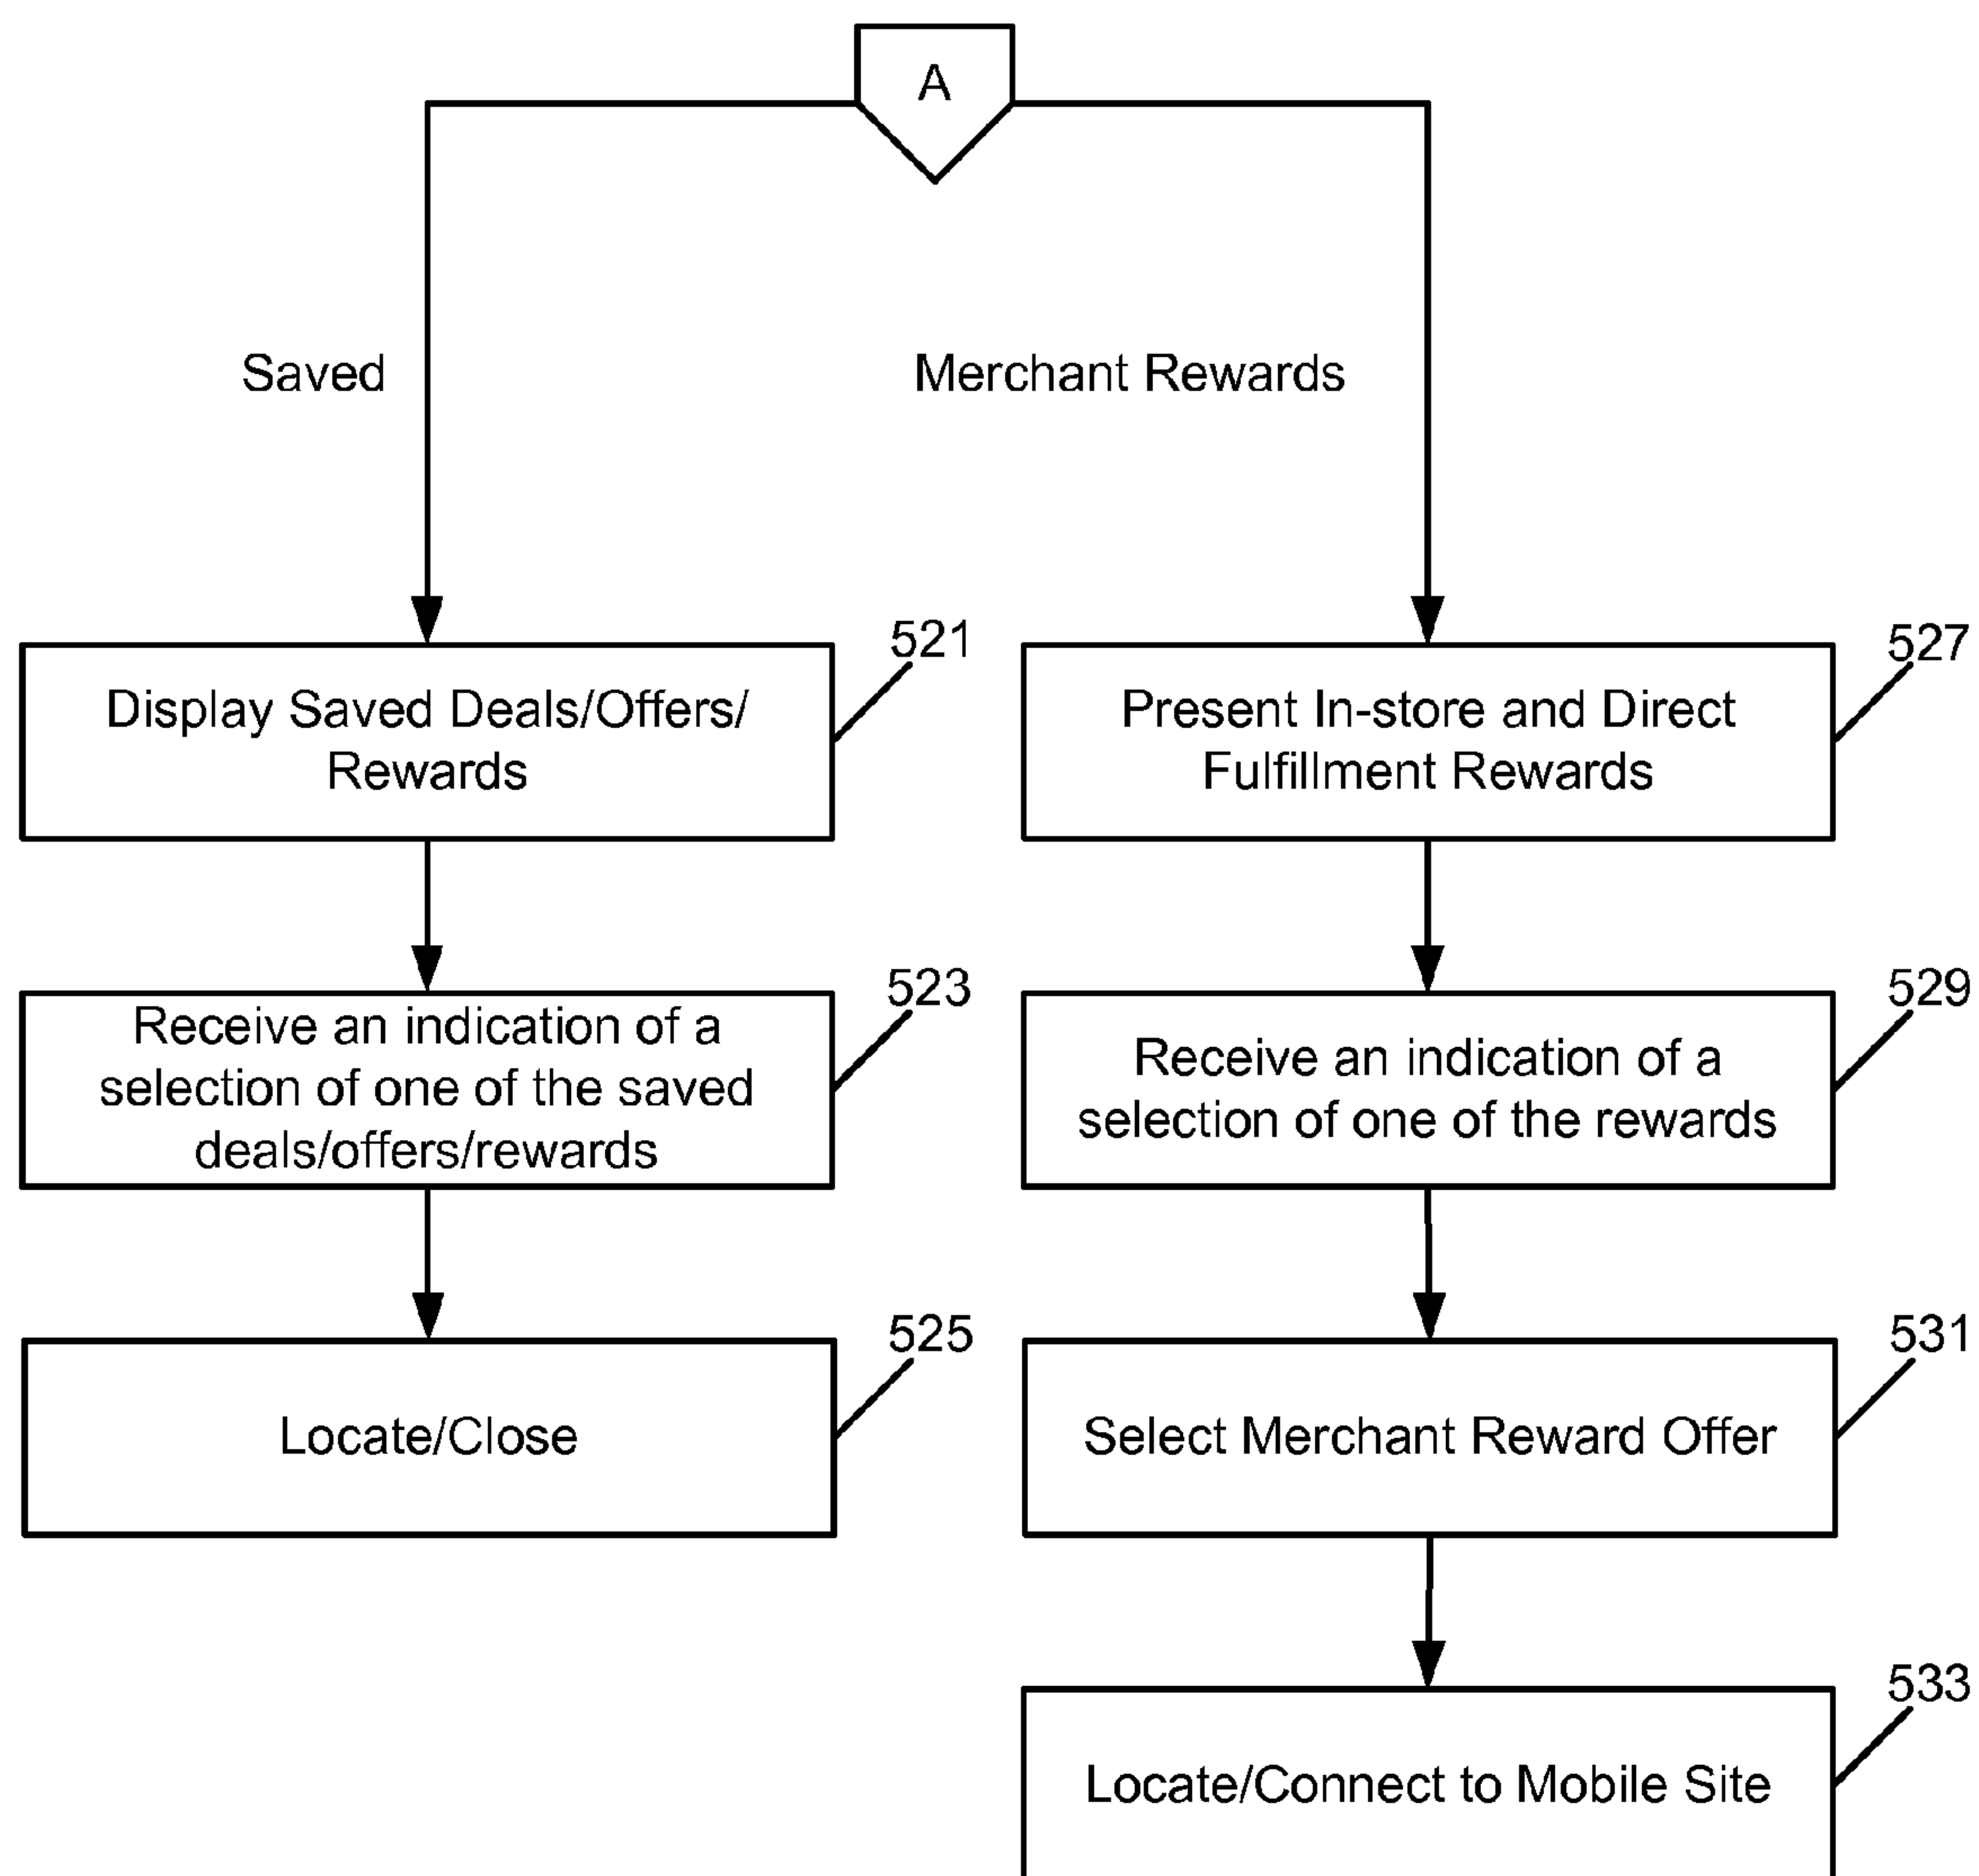 A
Saved
Merchant Rewards
521
Display Saved Deals/Offers/
Rewards
527
Present In-store and Direct
Fulfillment Rewards
523
Receive an indication of a
selection of one of the saved
deals/offers/rewards
529
Receive an indication of a
selection of one of the rewards
525
Locate/Close
531
Select Merchant Reward Offer
533
Locate/Connect to Mobile Site